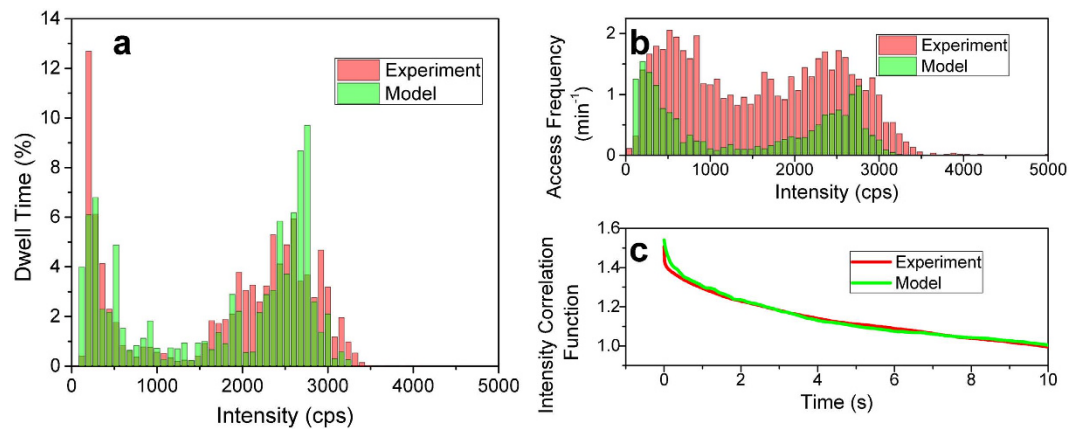 a
Dwell Time (%)
14
12
10
8
6
4
2
0
Experiment
Model
0 1000 2000 3000 4000 5000
Intensity (cps)
b
Access Frequency
(min⁻¹)
2
1
0
Experiment
Model
0 1000 2000 3000 4000 5000
Intensity (cps)
c
Intensity Correlation
Function
1.6
1.4
1.2
1.0
Experiment
Model
0 2 4 6 8 10
Time (s)